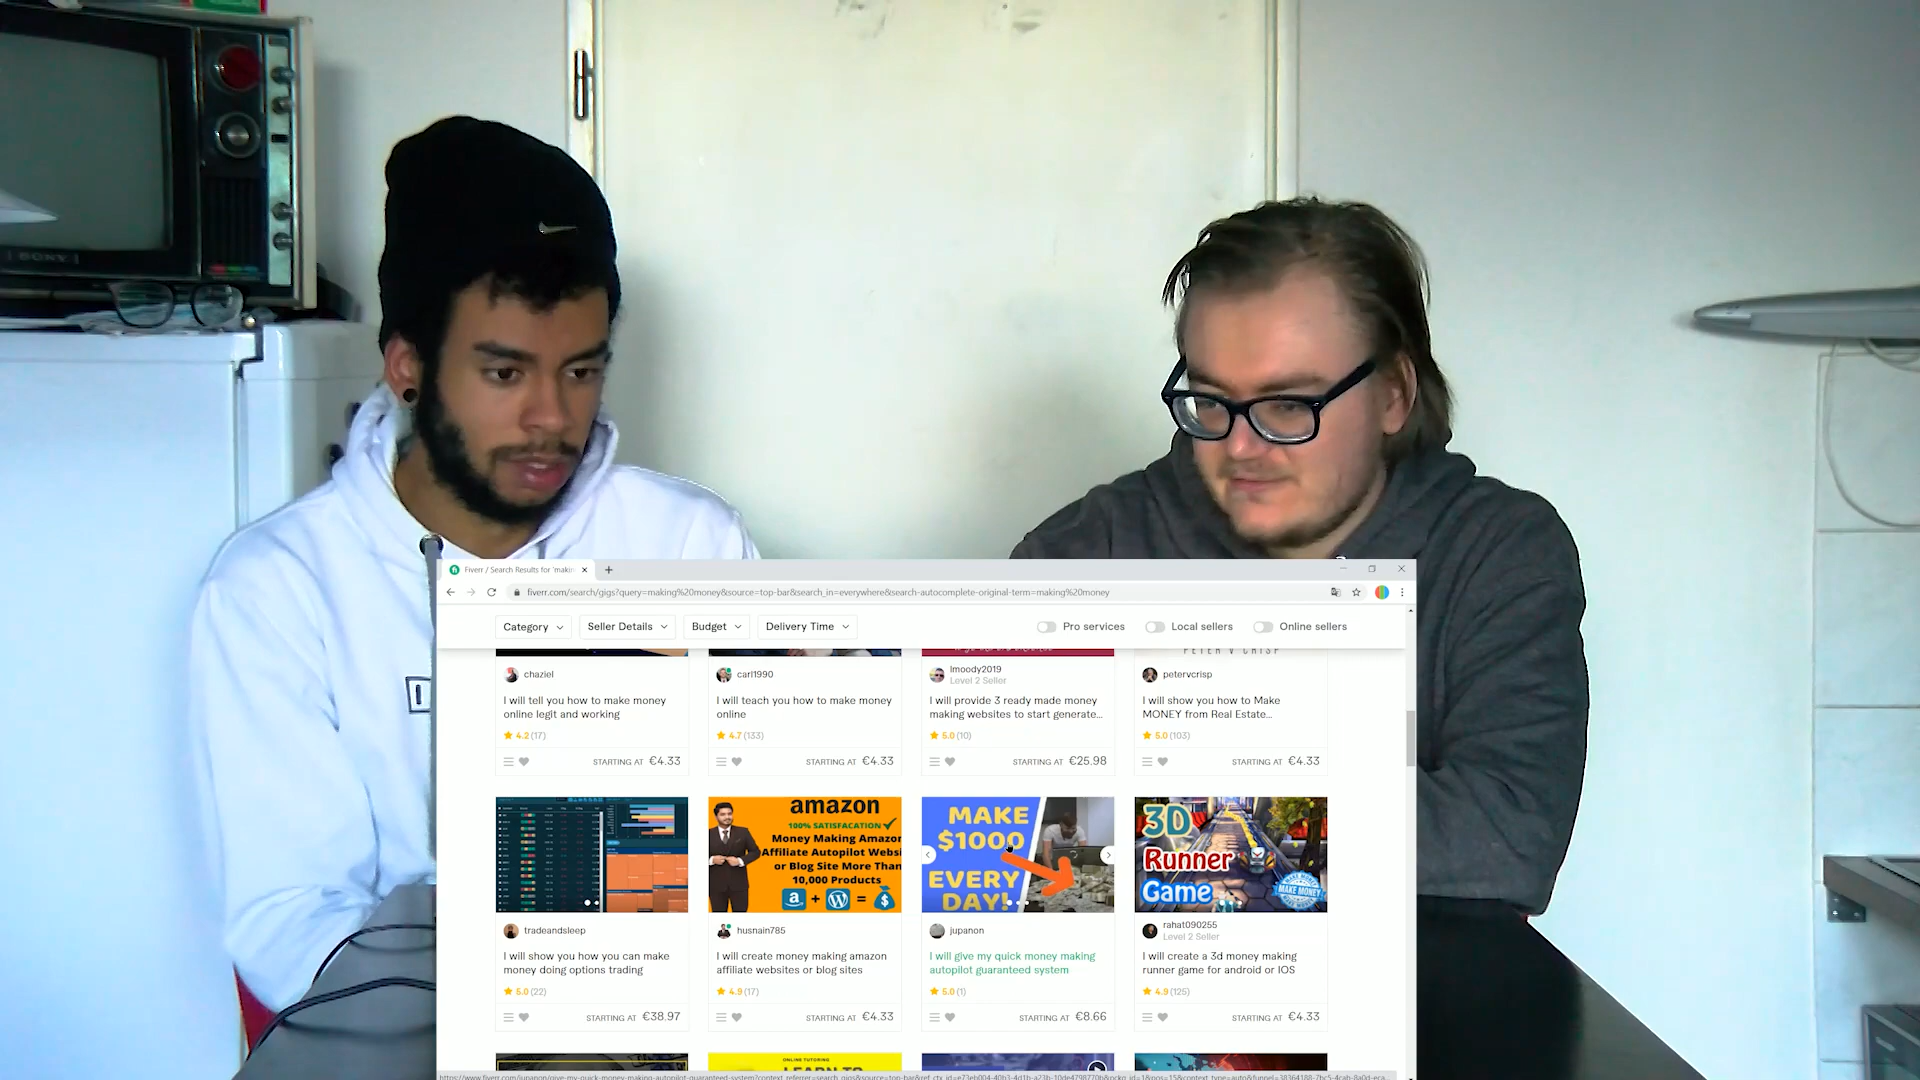 SONY
Fiverr / Search Results for 'makin
fiverr.com/search/gigs?query=making%20money&source=top-bar&search_in=everywhere&search-autocomplete-original-term=making%20money
Category
Seller Details
Budget
Delivery Time
Pro services
Local sellers
Online sellers
PETER V CRISP
chaziel
I will tell you how to make money
online legit and working
4.2 (17)
STARTING AT €4.33
carl1990
I will teach you how to make money
online
4.7 (133)
STARTING AT €4.33
lmoody2019
Level 2 Seller
I will provide 3 ready made money
making websites to start generate...
5.0 (10)
STARTING AT €25.98
petervcrisp
I will show you how to Make
MONEY from Real Estate...
5.0 (103)
STARTING AT €4.33
tradeandsleep
I will show you how you can make
money doing options trading
5.0 (22)
STARTING AT €38.97
amazon
100% SATISFACATION
Money Making Amazon
Affiliate Autopilot Websi
or Blog Site More Than
10,000 Products
a + W = $
husnain785
I will create money making amazon
affiliate websites or blog sites
4.9 (17)
STARTING AT €4.33
MAKE
$1000
EVERY
DAY!
jupanon
I will give my quick money making
autopilot guaranteed system
5.0 (1)
STARTING AT €8.66
3D
Runner
Game
MAKE MONEY
rahat090255
Level 2 Seller
I will create a 3d money making
runner game for android or IOS
4.9 (125)
STARTING AT €4.33
ONLINE TUTORING
LEARN TO